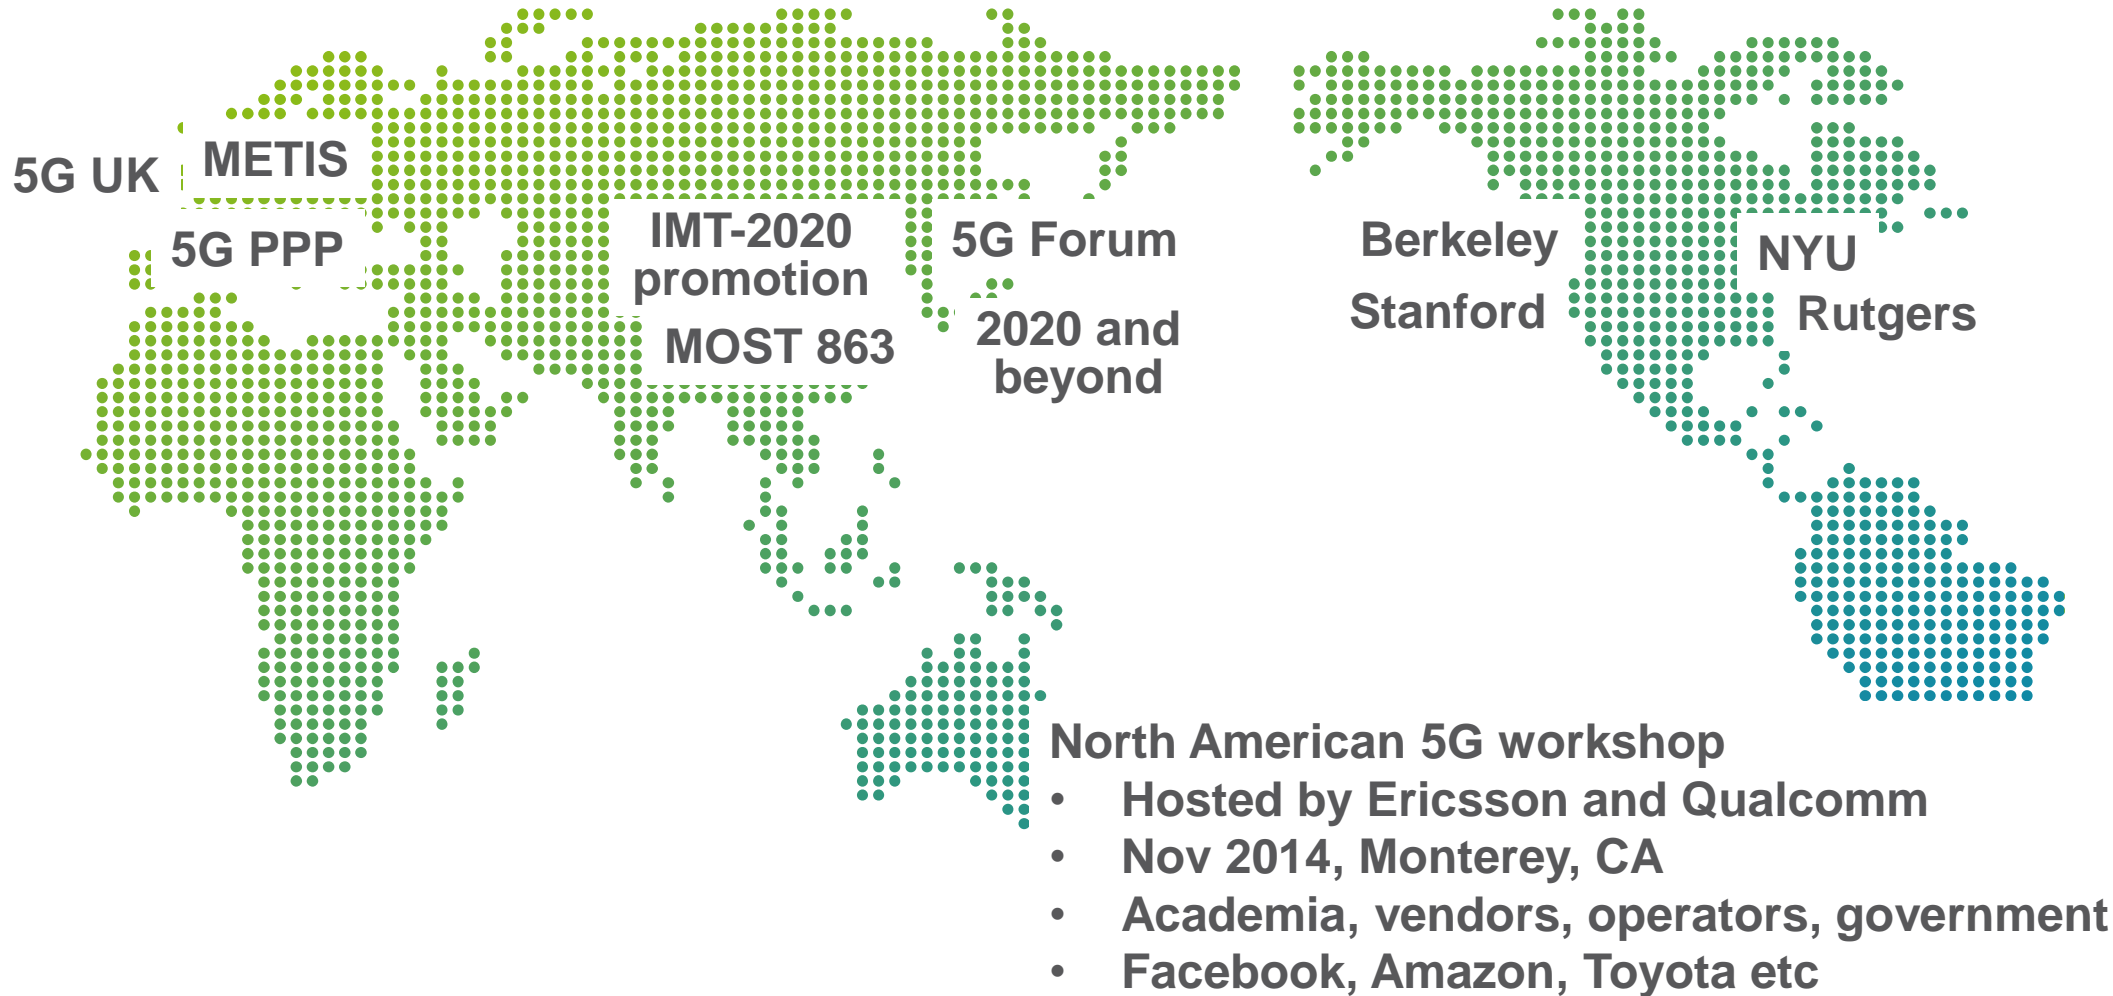 5G UK
METIS
5G PPP
IMT-2020
promotion
MOST 863
5G Forum
2020 and
beyond
Berkeley
Stanford
NYU
Rutgers
North American 5G workshop
• Hosted by Ericsson and Qualcomm
• Nov 2014, Monterey, CA
• Academia, vendors, operators, government
• Facebook, Amazon, Toyota etc